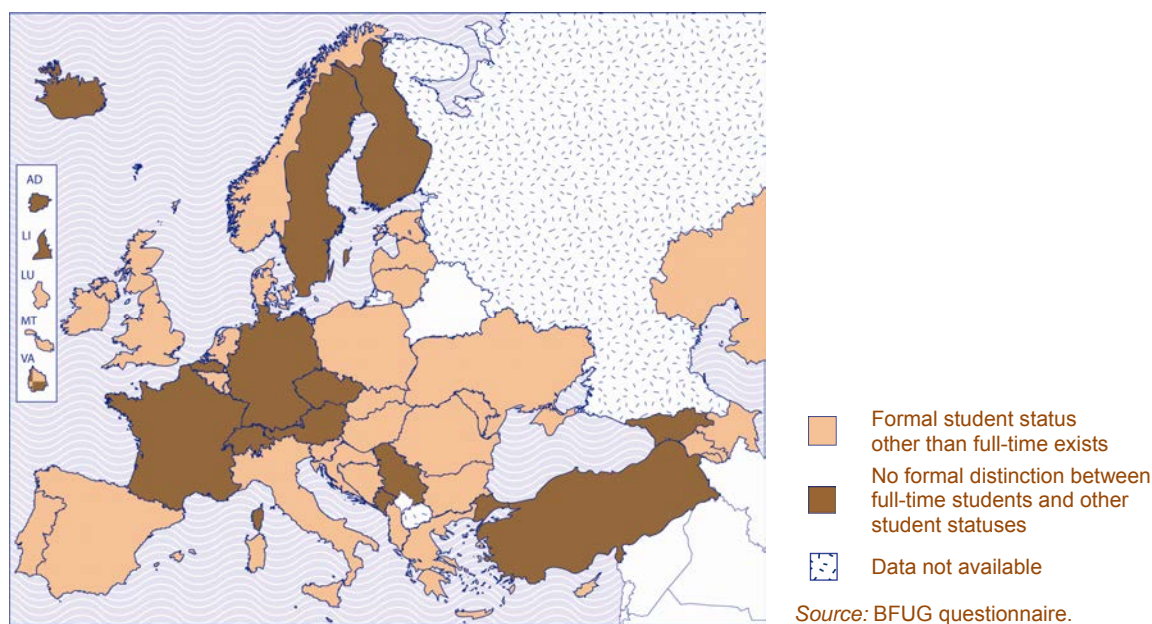 AD
LI
LU
MT
VA
Formal student status
other than full-time exists
No formal distinction between
full-time students and other
student statuses
Data not available
Source: BFUG questionnaire.